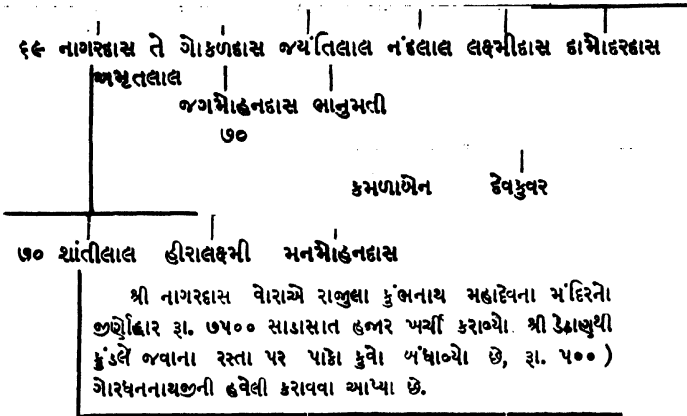 ૬૯ નાગરદાસ તે ગોકળદાસ જયંતિલાલ નંદલાલ લક્ષ્મીદાસ દામોદરદાસ
અમૃતલાલ
જગમોહનદાસ ભાનુમતી
૭૦
કમળાબેન દેવકુવર
૭૦ શાંતીલાલ હીરાલક્ષ્મી મનમોહનદાસ
શ્રી નાગરદાસ વોરાએ રાજુલા કુંભનાથ મહાદેવના મંદિરનો
જીર્ણોદ્ધાર રૂા. ૭૫૦૦ સાડાસાત હજાર ખર્ચી કરાવ્યો. શ્રી ડેઢાણુથી
કુંડલે જવાના રસ્તા પર પાકો કુવો બંધાવ્યો છે, રૂા. ૫૦૦)
ગોરધનનાથજીની હવેલી કરાવવા આપ્યા છે.